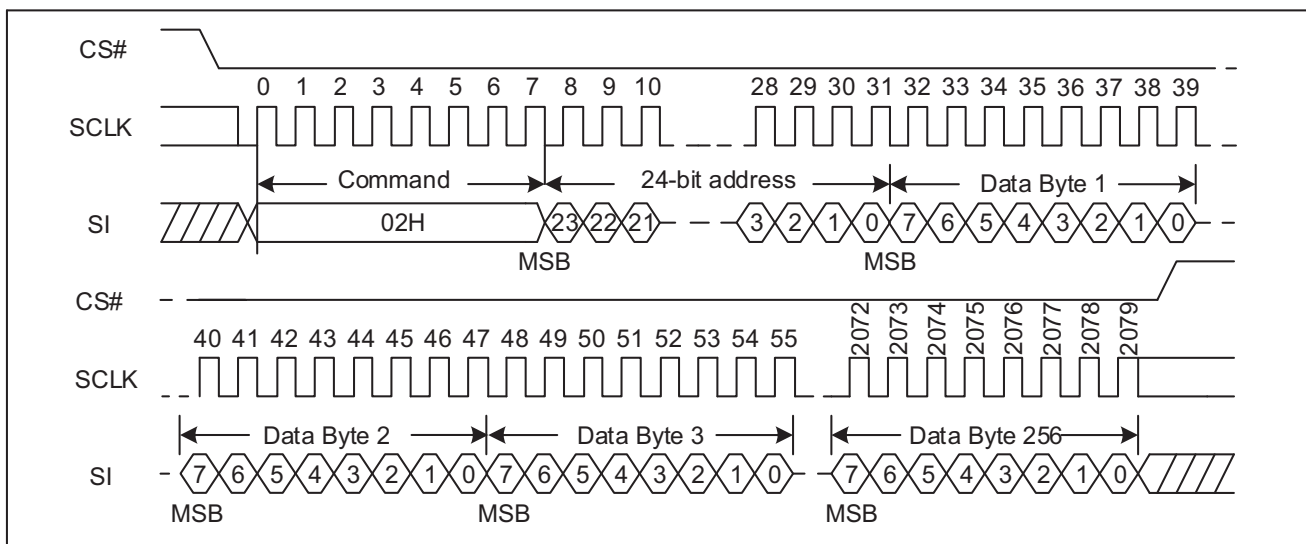 CS#
0 1 2 3 4 5 6 7 8 9 10 28 29 30 31 32 33 34 35 36 37 38 39
SCLK
Command 24-bit address Data Byte 1
SI 02H 23 22 21 3 2 1 0 7 6 5 4 3 2 1 0
MSB MSB
CS#
40 41 42 43 44 45 46 47 48 49 50 51 52 53 54 55 2072 2073 2074 2075 2076 2077 2078 2079
SCLK
Data Byte 2 Data Byte 3 Data Byte 256
SI 7 6 5 4 3 2 1 0 7 6 5 4 3 2 1 0 7 6 5 4 3 2 1 0
MSB MSB MSB